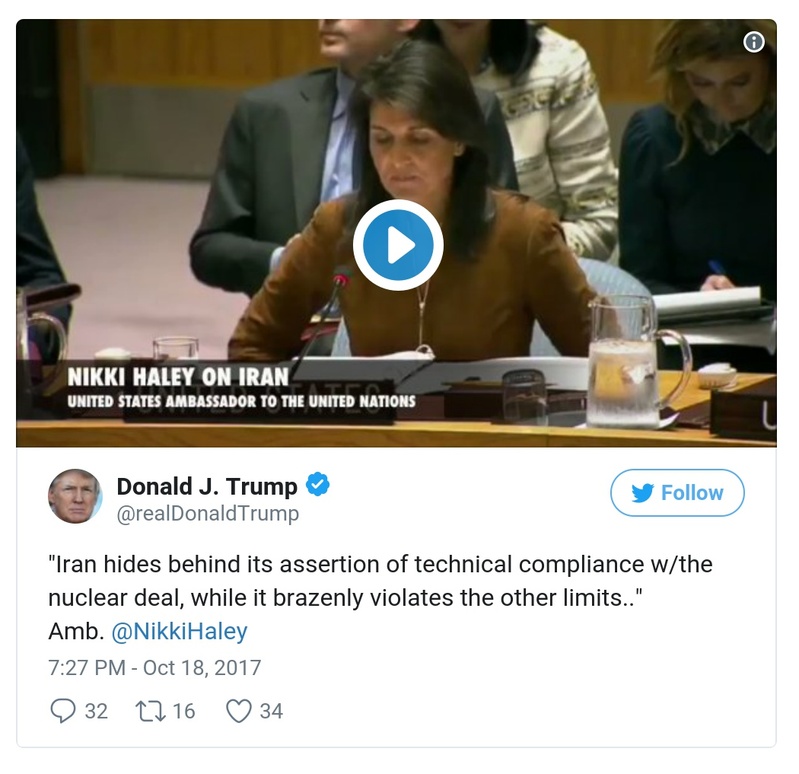 NIKKI HALEY ON IRAN
UNITED STATES AMBASSADOR TO THE UNITED NATIONS
UNITED STATES
U
Donald J. Trump
@realDonaldTrump
Follow
"Iran hides behind its assertion of technical compliance w/the
nuclear deal, while it brazenly violates the other limits.."
Amb. @NikkiHaley
7:27 PM - Oct 18, 2017
32 16 34